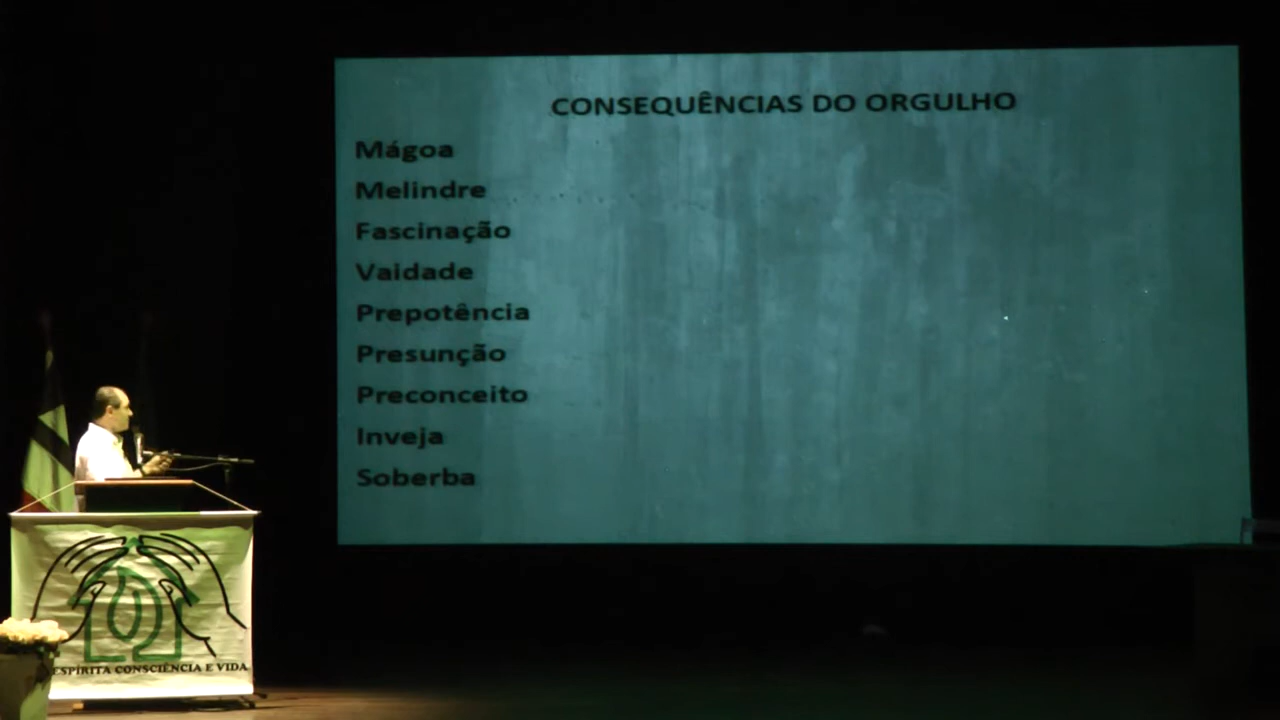 CONSEQUÊNCIAS DO ORGULHO
Mágoa
Melindre
Fascinação
Vaidade
Prepotência
Presunção
Preconceito
Inveja
Soberba
ESPÍRITA CONSCIÊNCIA E VIDA